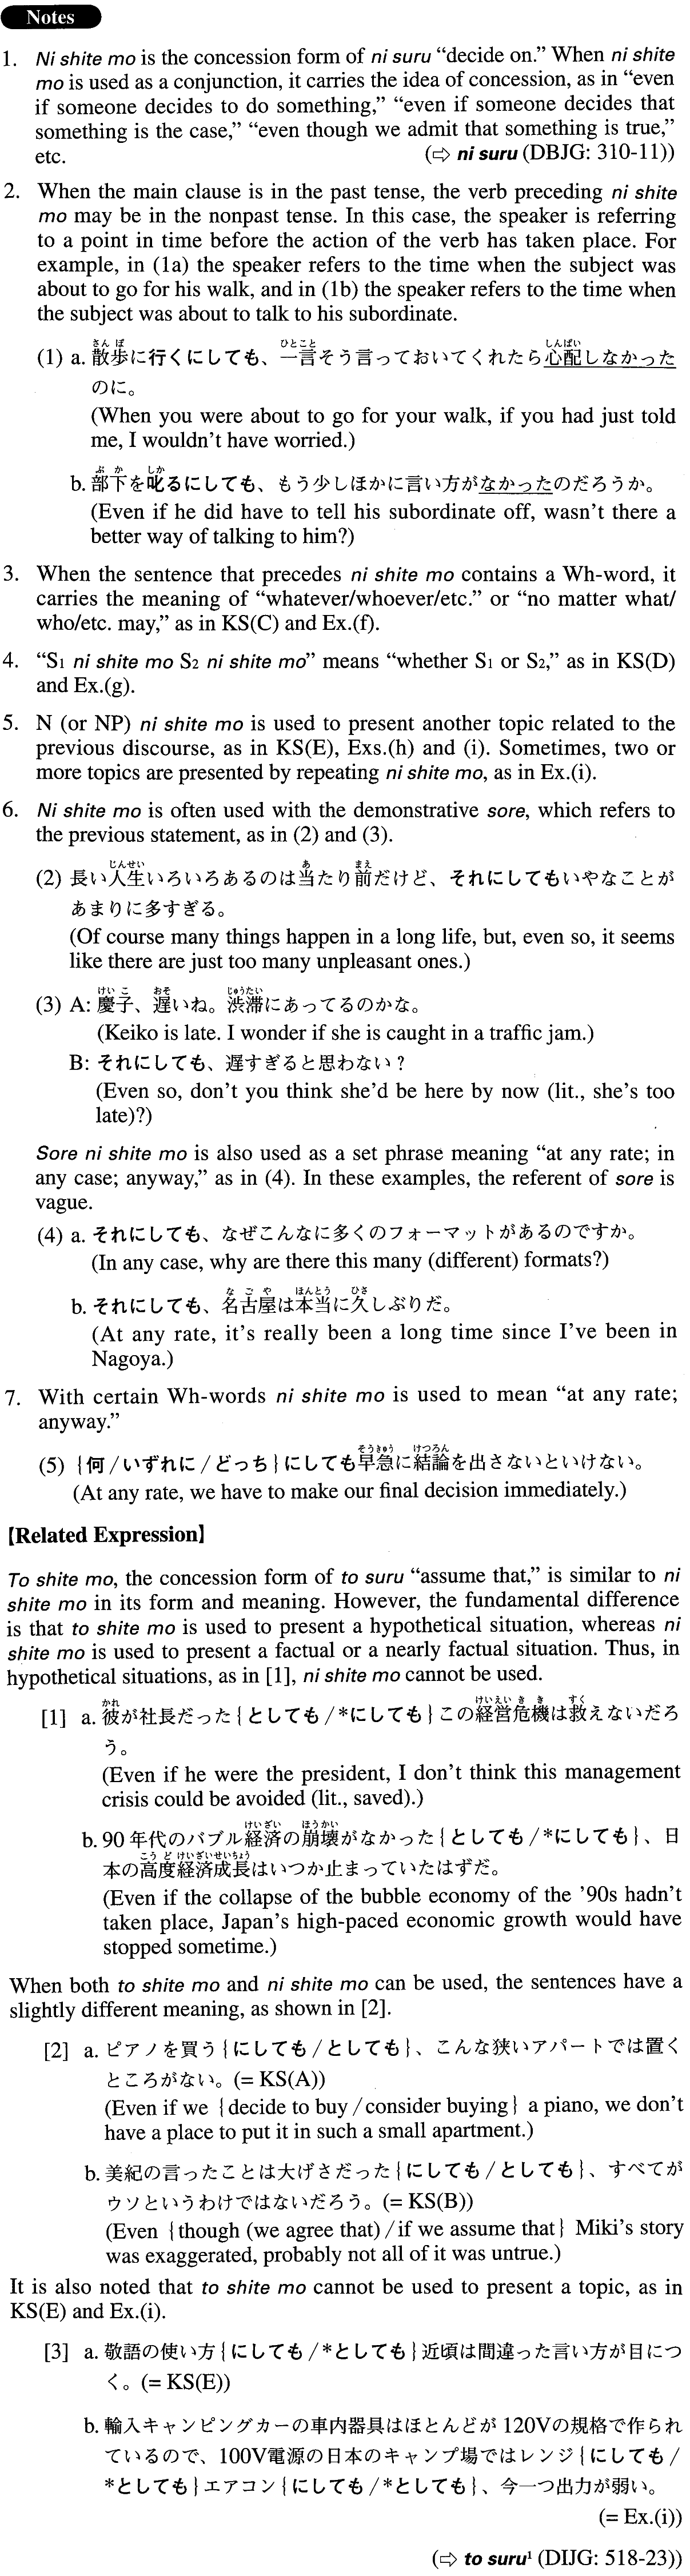 Notes
1. Ni shite mo is the concession form of ni suru “decide on.” When ni shite
mo is used as a conjunction, it carries the idea of concession, as in “even
if someone decides to do something,” “even if someone decides that
something is the case,” “even though we admit that something is true,”
etc. (⇨ ni suru (DBJG: 310-11))
2. When the main clause is in the past tense, the verb preceding ni shite
mo may be in the nonpast tense. In this case, the speaker is referring
to a point in time before the action of the verb has taken place. For
example, in (1a) the speaker refers to the time when the subject was
about to go for his walk, and in (1b) the speaker refers to the time when
the subject was about to talk to his subordinate.
さんぽ ひとこと しんぱい
(1) a. 散歩に行くにしても、一言そう言っておいてくれたら心配しなかった
のに。
(When you were about to go for your walk, if you had just told
me, I wouldn’t have worried.)
ぶか しか
b. 部下を叱るにしても、もう少しほかに言い方がなかったのだろうか。
(Even if he did have to tell his subordinate off, wasn’t there a
better way of talking to him?)
3. When the sentence that precedes ni shite mo contains a Wh-word, it
carries the meaning of “whatever/whoever/etc.” or “no matter what/
who/etc. may,” as in KS(C) and Ex.(f).
4. “S1 ni shite mo S2 ni shite mo” means “whether S1 or S2,” as in KS(D)
and Ex.(g).
5. N (or NP) ni shite mo is used to present another topic related to the
previous discourse, as in KS(E), Exs.(h) and (i). Sometimes, two or
more topics are presented by repeating ni shite mo, as in Ex.(i).
6. Ni shite mo is often used with the demonstrative sore, which refers to
the previous statement, as in (2) and (3).
じんせい あ まえ
(2) 長い人生いろいろあるのは当たり前だけど、それにしてもいやなことが
あまりに多すぎる。
(Of course many things happen in a long life, but, even so, it seems
like there are just too many unpleasant ones.)
けいこ おそ じゅうたい
(3) A: 慶子、遅いね。渋滞にあってるのかな。
(Keiko is late. I wonder if she is caught in a traffic jam.)
B: それにしても、遅すぎると思わない？
(Even so, don’t you think she’d be here by now (lit., she’s too
late)?)
Sore ni shite mo is also used as a set phrase meaning “at any rate; in
any case; anyway,” as in (4). In these examples, the referent of sore is
vague.
(4) a. それにしても、なぜこんなに多くのフォーマットがあるのですか。
(In any case, why are there this many (different) formats?)
なごや ほんとう ひさ
b. それにしても、名古屋は本当に久しぶりだ。
(At any rate, it’s really been a long time since I’ve been in
Nagoya.)
7. With certain Wh-words ni shite mo is used to mean “at any rate;
anyway.”
そうきゅう けつろん
(5) {何/いずれに/どっち}にしても早急に結論を出さないといけない。
(At any rate, we have to make our final decision immediately.)
【Related Expression】
To shite mo, the concession form of to suru “assume that,” is similar to ni
shite mo in its form and meaning. However, the fundamental difference
is that to shite mo is used to present a hypothetical situation, whereas ni
shite mo is used to present a factual or a nearly factual situation. Thus, in
hypothetical situations, as in [1], ni shite mo cannot be used.
かれ けいえいきき すく
[1] a. 彼が社長だった{としても/*にしても}この経営危機は救えないだろ
う。
(Even if he were the president, I don’t think this management
crisis could be avoided (lit., saved).)
けいざい ほうかい
b. 90年代のバブル経済の崩壊がなかった{としても/*にしても}、日
こうどけいざいせいちょう
本の高度経済成長はいつか止まっていたはずだ。
(Even if the collapse of the bubble economy of the ’90s hadn’t
taken place, Japan’s high-paced economic growth would have
stopped sometime.)
When both to shite mo and ni shite mo can be used, the sentences have a
slightly different meaning, as shown in [2].
[2] a. ピアノを買う{にしても/としても}、こんな狭いアパートでは置く
ところがない。(= KS(A))
(Even if we {decide to buy/consider buying} a piano, we don’t
have a place to put it in such a small apartment.)
b. 美紀の言ったことは大げさだった{にしても/としても}、すべてが
ウソというわけではないだろう。(= KS(B))
(Even {though (we agree that)/if we assume that} Miki’s story
was exaggerated, probably not all of it was untrue.)
It is also noted that to shite mo cannot be used to present a topic, as in
KS(E) and Ex.(i).
[3] a. 敬語の使い方{にしても/*としても}近頃は間違った言い方が目につ
く。(= KS(E))
b. 輸入キャンピングカーの車内器具はほとんどが 120Vの規格で作られ
ているので、100V電源の日本のキャンプ場ではレンジ{にしても/
*としても}エアコン{にしても/*としても}、今一つ出力が弱い。
(= Ex.(i))
(⇨ to suru¹ (DIJG: 518-23))